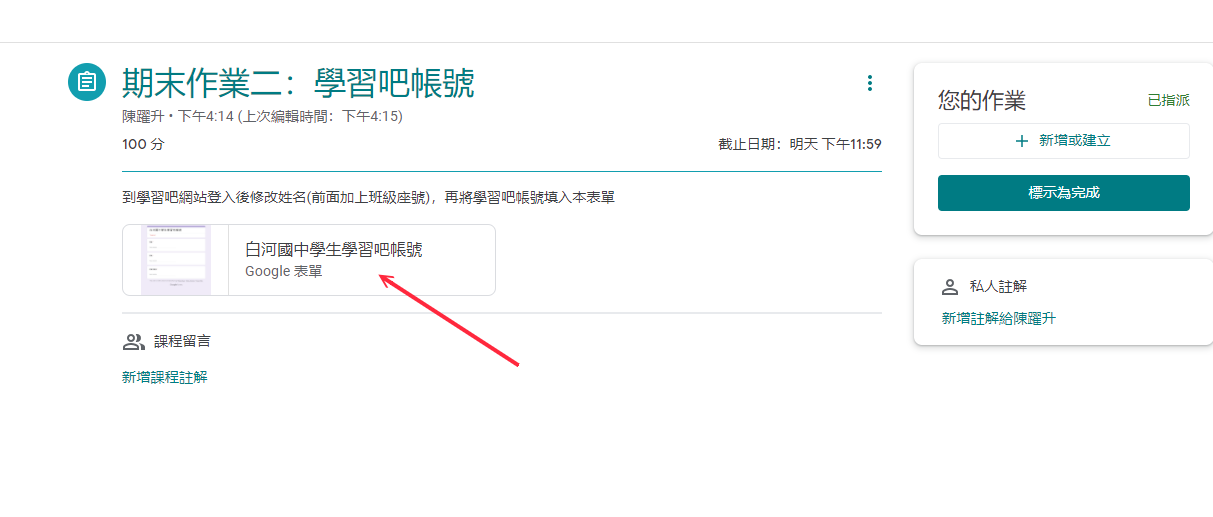 期末作業二：學習吧帳號
陳躍升 • 下午4:14 (上次編輯時間：下午4:15)
100 分
截止日期：明天 下午11:59
到學習吧網站登入後修改姓名(前面加上班級座號)，再將學習吧帳號填入本表單
白河國中學生學習吧帳號
Google 表單
課程留言
新增課程註解
您的作業
已指派
新增或建立
標示為完成
私人註解
新增註解給陳躍升